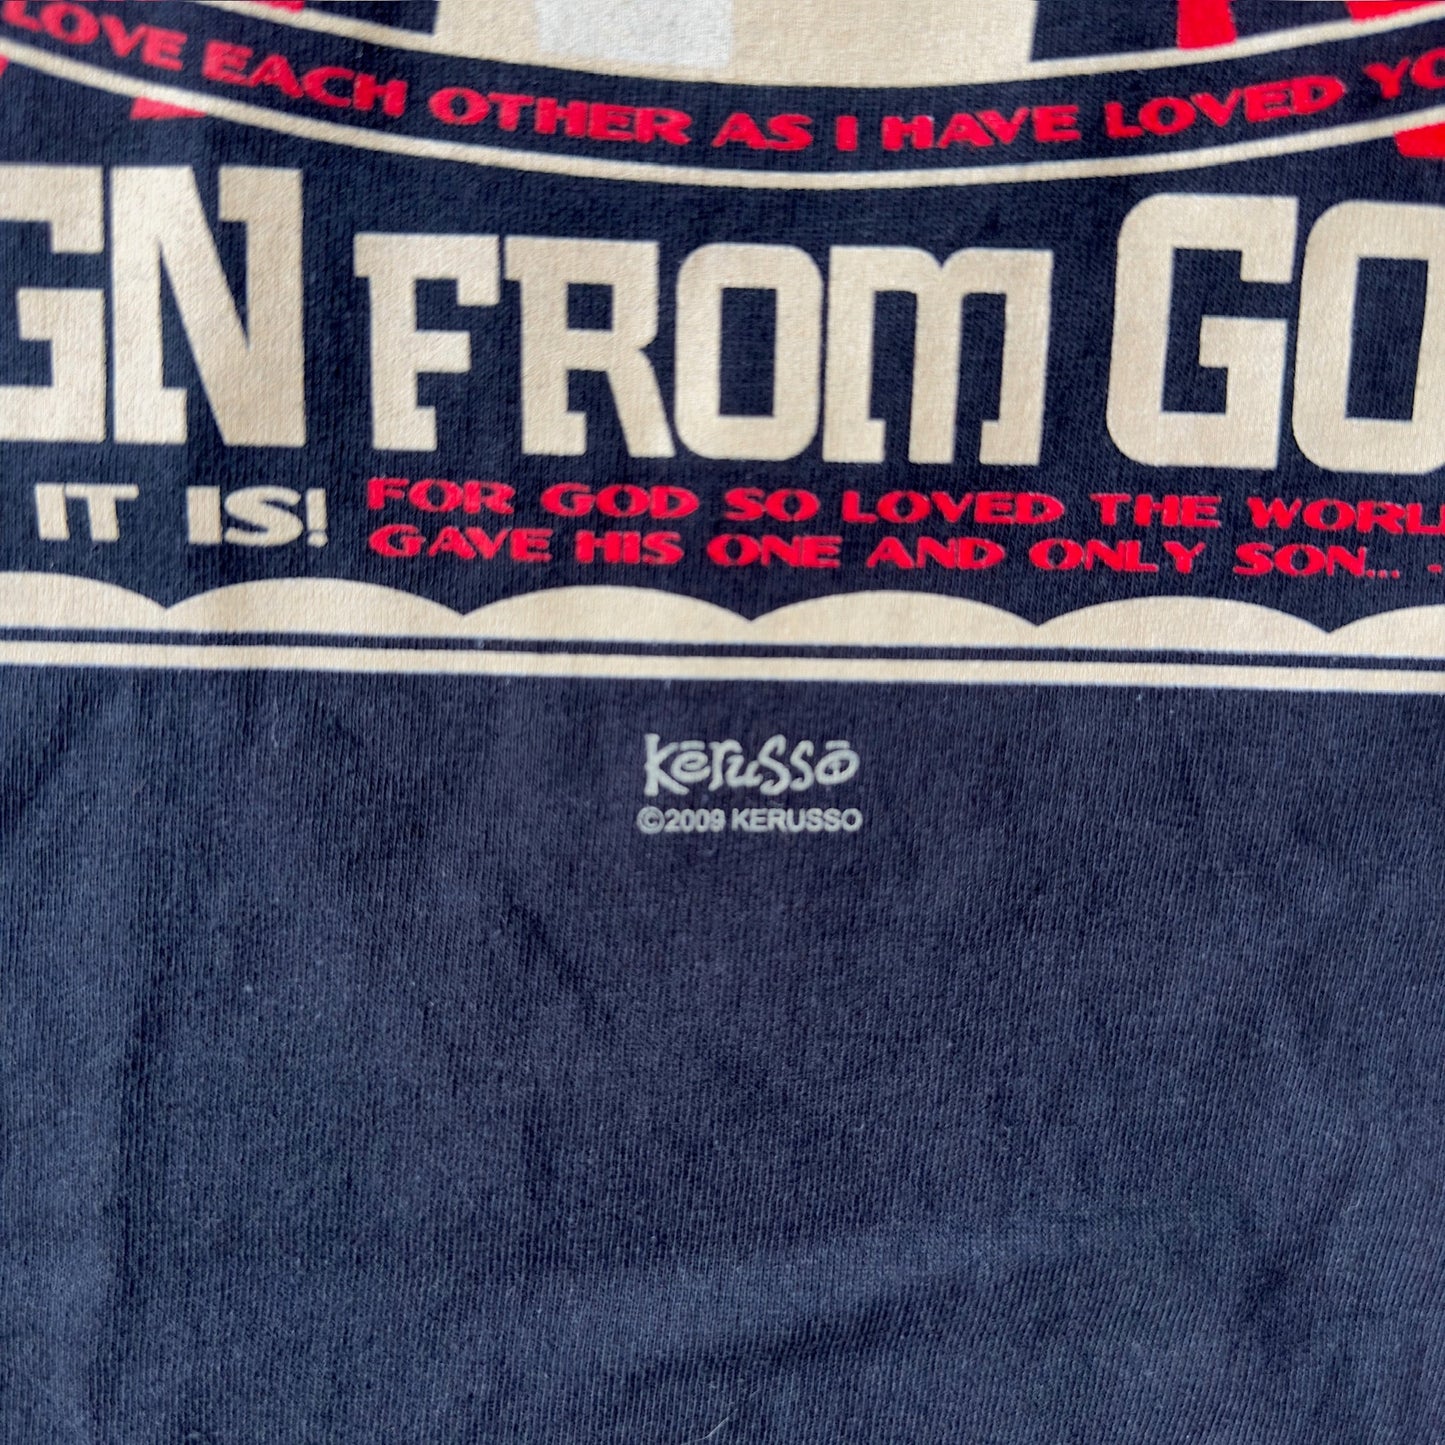 LOVE EACH OTHER AS I HAVE LOVED YO
GN FROM GO
IT IS! FOR GOD SO LOVED THE WORL
GAVE HIS ONE AND ONLY SON... -
kērussō
©2009 KERUSSO